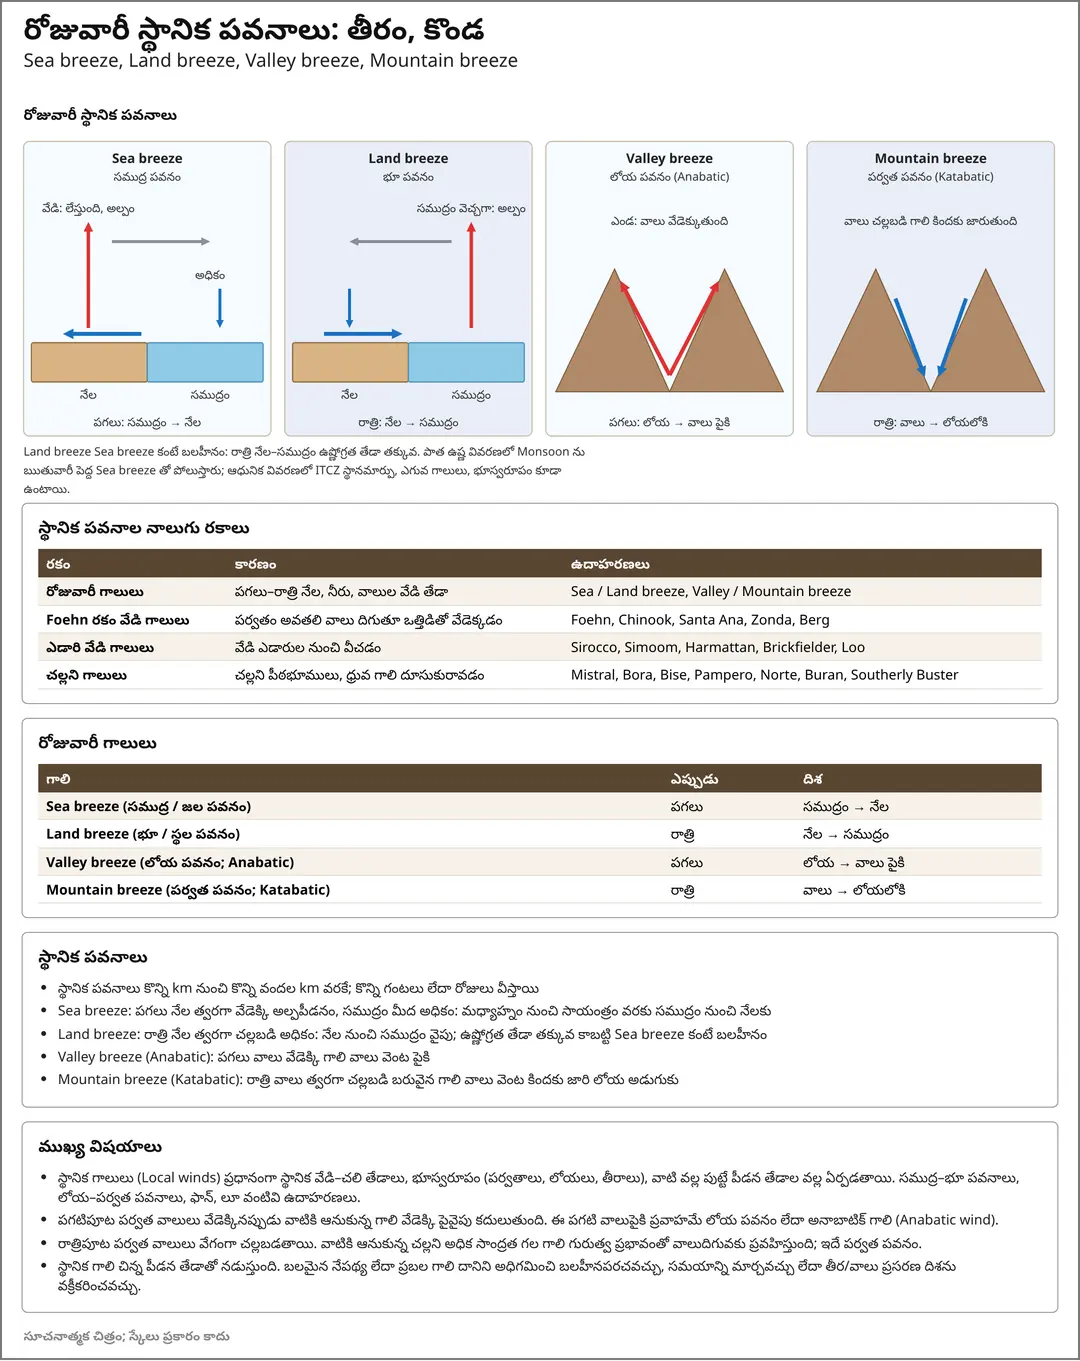 రోజువారీ స్థానిక పవనాలు: తీరం, కొండ
Sea breeze, Land breeze, Valley breeze, Mountain breeze
రోజువారీ స్థానిక పవనాలు
Sea breeze
సముద్ర పవనం
వేడి: లేస్తుంది, అల్పం
అధికం
నేల
సముద్రం
పగలు: సముద్రం → నేల
Land breeze
భూ పవనం
సముద్రం వెచ్చగా: అల్పం
నేల
సముద్రం
రాత్రి: నేల → సముద్రం
Valley breeze
లోయ పవనం (Anabatic)
ఎండ: వాలు వేడెక్కుతుంది
పగలు: లోయ → వాలు పైకి
Mountain breeze
పర్వత పవనం (Katabatic)
వాలు చల్లబడి గాలి కిందకు జారుతుంది
రాత్రి: వాలు → లోయలోకి
Land breeze Sea breeze కంటే బలహీనం: రాత్రి నేల–సముద్రం ఉష్ణోగ్రత తేడా తక్కువ. పాత ఉష్ణ వివరణలో Monsoon ను
ఋతువారీ పెద్ద Sea breeze తో పోలుస్తారు; ఆధునిక వివరణలో ITCZ స్థానమార్పు, ఎగువ గాలులు, భూస్వరూపం కూడా
ఉంటాయి.
స్థానిక పవనాల నాలుగు రకాలు
రకం కారణం ఉదాహరణలు
రోజువారీ గాలులు పగలు–రాత్రి నేల, నీరు, వాలుల వేడి తేడా Sea / Land breeze, Valley / Mountain breeze
Foehn రకం వేడి గాలులు పర్వతం అవతలి వాలు దిగుతూ ఒత్తిడితో వేడెక్కడం Foehn, Chinook, Santa Ana, Zonda, Berg
ఎడారి వేడి గాలులు వేడి ఎడారుల నుంచి వీచడం Sirocco, Simoom, Harmattan, Brickfielder, Loo
చల్లని గాలులు చల్లని పీఠభూములు, ధ్రువ గాలి దూసుకురావడం Mistral, Bora, Bise, Pampero, Norte, Buran, Southerly Buster
రోజువారీ గాలులు
గాలి ఎప్పుడు దిశ
Sea breeze (సముద్ర / జల పవనం) పగలు సముద్రం → నేల
Land breeze (భూ / స్థల పవనం) రాత్రి నేల → సముద్రం
Valley breeze (లోయ పవనం; Anabatic) పగలు లోయ → వాలు పైకి
Mountain breeze (పర్వత పవనం; Katabatic) రాత్రి వాలు → లోయలోకి
స్థానిక పవనాలు
• స్థానిక పవనాలు కొన్ని km నుంచి కొన్ని వందల km వరకే; కొన్ని గంటలు లేదా రోజులు వీస్తాయి
• Sea breeze: పగలు నేల త్వరగా వేడెక్కి అల్పపీడనం, సముద్రం మీద అధికం: మధ్యాహ్నం నుంచి సాయంత్రం వరకు సముద్రం నుంచి నేలకు
• Land breeze: రాత్రి నేల త్వరగా చల్లబడి అధికం: నేల నుంచి సముద్రం వైపు; ఉష్ణోగ్రత తేడా తక్కువ కాబట్టి Sea breeze కంటే బలహీనం
• Valley breeze (Anabatic): పగలు వాలు వేడెక్కి గాలి వాలు వెంట పైకి
• Mountain breeze (Katabatic): రాత్రి వాలు త్వరగా చల్లబడి బరువైన గాలి వాలు వెంట కిందకు జారి లోయ అడుగుకు
ముఖ్య విషయాలు
• స్థానిక గాలులు (Local winds) ప్రధానంగా స్థానిక వేడి–చలి తేడాలు, భూస్వరూపం (పర్వతాలు, లోయలు, తీరాలు), వాటి వల్ల పుట్టే పీడన తేడాల వల్ల ఏర్పడతాయి. సముద్ర–భూ పవనాలు,
లోయ–పర్వత పవనాలు, ఫాన్, లూ వంటివి ఉదాహరణలు.
• పగటిపూట పర్వత వాలులు వేడెక్కినప్పుడు వాటికి ఆనుకున్న గాలి వేడెక్కి పైవైపు కదులుతుంది. ఈ పగటి వాలుపైకి ప్రవాహమే లోయ పవనం లేదా అనాబాటిక్ గాలి (Anabatic wind).
• రాత్రిపూట పర్వత వాలులు వేగంగా చల్లబడతాయి. వాటికి ఆనుకున్న చల్లని అధిక సాంద్రత గల గాలి గురుత్వ ప్రభావంతో వాలుదిగువకు ప్రవహిస్తుంది; ఇదే పర్వత పవనం.
• స్థానిక గాలి చిన్న పీడన తేడాతో నడుస్తుంది. బలమైన నేపథ్య లేదా ప్రబల గాలి దానిని అధిగమించి బలహీనపరచవచ్చు, సమయాన్ని మార్చవచ్చు లేదా తీర/వాలు ప్రసరణ దిశను
వక్రీకరించవచ్చు.
సూచనాత్మక చిత్రం; స్కేలు ప్రకారం కాదు